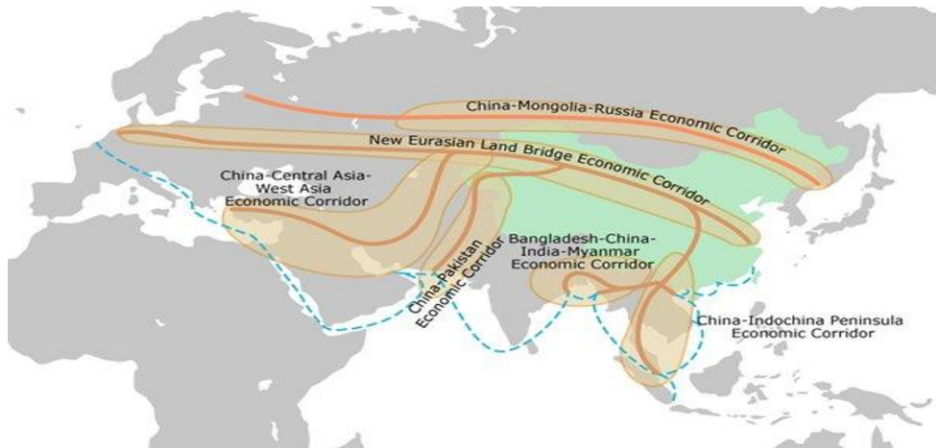 China-Mongolia-Russia Economic Corridor
New Eurasian Land Bridge Economic Corridor
China-Central Asia-
West Asia
Economic Corridor
China-Pakistan
Economic Corridor
Bangladesh-China-
India-Myanmar
Economic Corridor
China-Indochina Peninsula
Economic Corridor